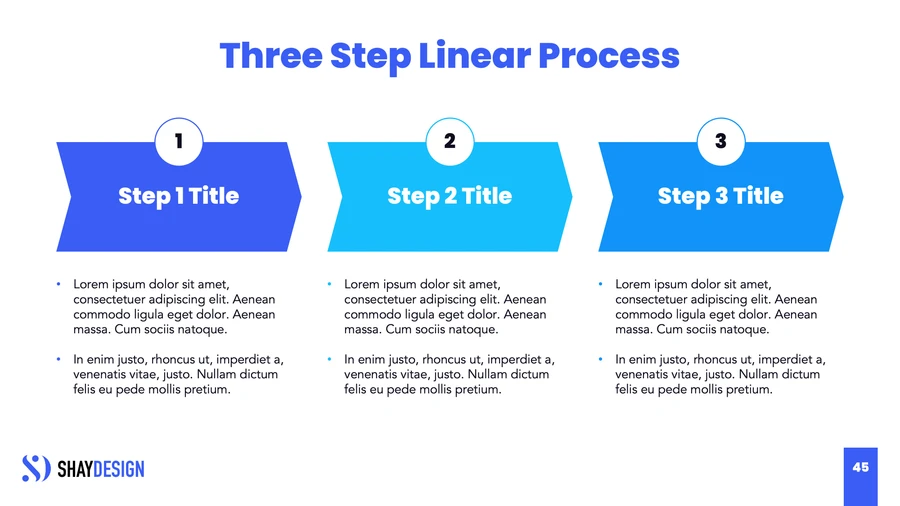 Three Step Linear Process
1
Step 1 Title
• Lorem ipsum dolor sit amet,
consectetuer adipiscing elit. Aenean
commodo ligula eget dolor. Aenean
massa. Cum sociis natoque.
• In enim justo, rhoncus ut, imperdiet a,
venenatis vitae, justo. Nullam dictum
felis eu pede mollis pretium.
2
Step 2 Title
• Lorem ipsum dolor sit amet,
consectetuer adipiscing elit. Aenean
commodo ligula eget dolor. Aenean
massa. Cum sociis natoque.
• In enim justo, rhoncus ut, imperdiet a,
venenatis vitae, justo. Nullam dictum
felis eu pede mollis pretium.
3
Step 3 Title
• Lorem ipsum dolor sit amet,
consectetuer adipiscing elit. Aenean
commodo ligula eget dolor. Aenean
massa. Cum sociis natoque.
• In enim justo, rhoncus ut, imperdiet a,
venenatis vitae, justo. Nullam dictum
felis eu pede mollis pretium.
SHAYDESIGN
45